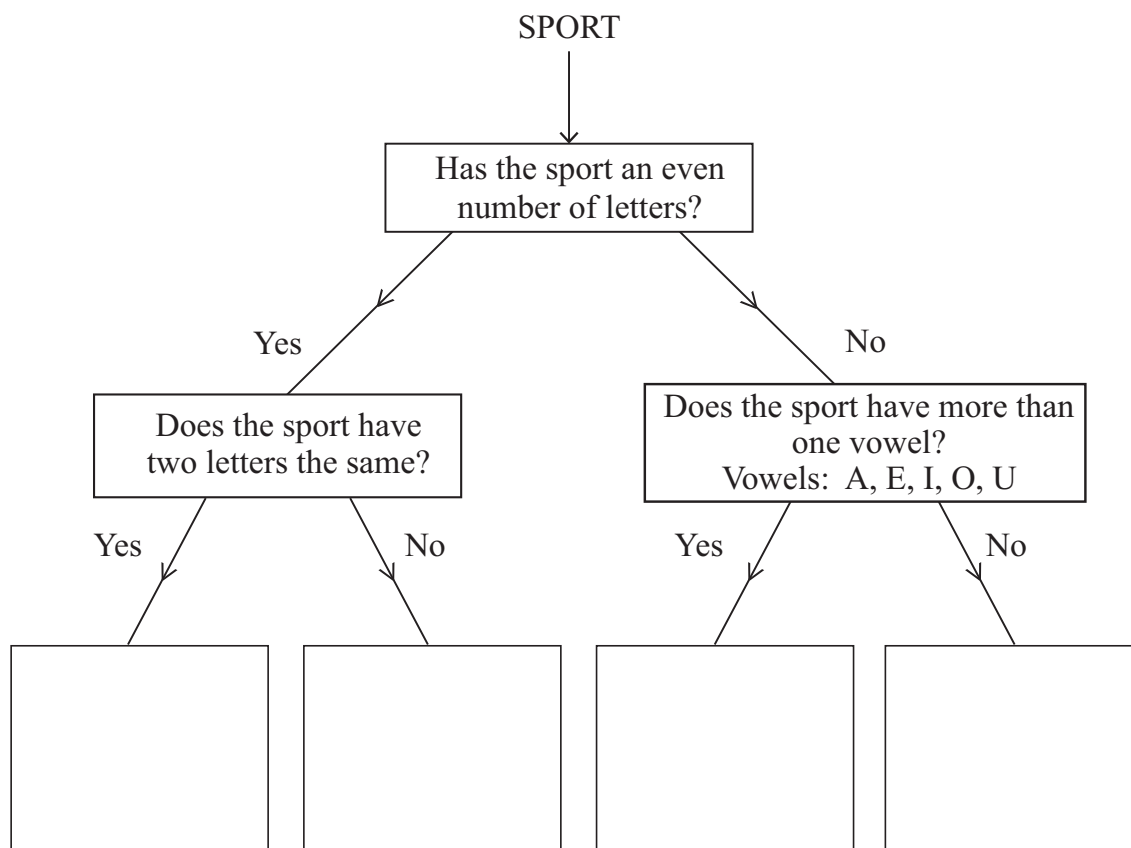 SPORT
Has the sport an even
number of letters?
Yes
No
Does the sport have
two letters the same?
Does the sport have more than
one vowel?
Vowels: A, E, I, O, U
Yes
No
Yes
No